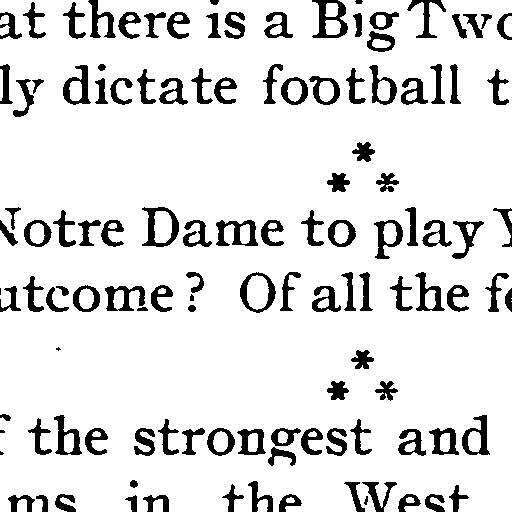 at there is a Big Two
ly dictate football t
*
* *
Notre Dame to play Y
utcome? Of all the fe
*
* *
f the strongest and
ms in the West